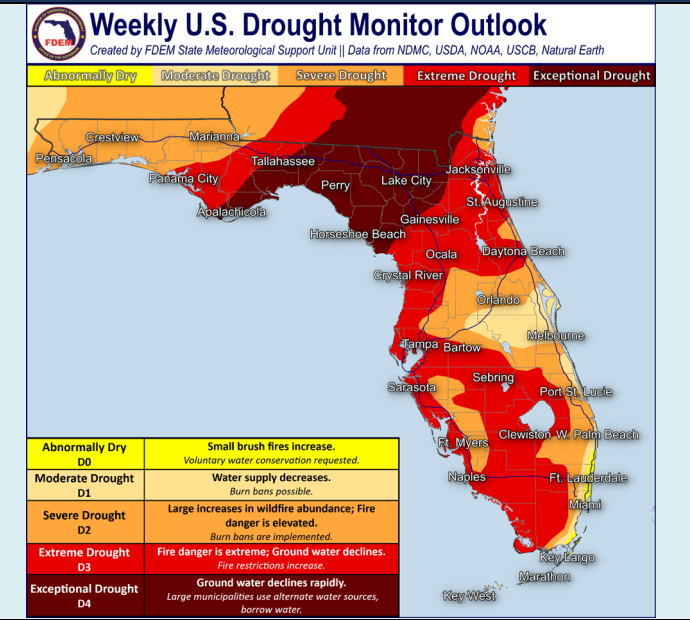 Weekly U.S. Drought Monitor Outlook
FDEM
Created by FDEM State Meteorological Support Unit || Data from NDMC, USDA, NOAA, USCB, Natural Earth
Abnormally Dry Moderate Drought Severe Drought Extreme Drought Exceptional Drought
Crestview
Marianna
Pensacola
Tallahassee
Jacksonville
Panama City
Perry
Lake City
Apalachicola
St. Augustine
Gainesville
Horseshoe Beach
Ocala
Daytona Beach
Crystal River
Orlando
Melbourne
Tampa
Bartow
Sebring
Sarasota
Port St. Lucie
Clewiston
W. Palm Beach
Ft. Myers
Naples
Ft. Lauderdale
Miami
Key Largo
Marathon
Key West
Abnormally Dry
D0
Small brush fires increase.
Voluntary water conservation requested.
Moderate Drought
D1
Water supply decreases.
Burn bans possible.
Severe Drought
D2
Large increases in wildfire abundance; Fire
danger is elevated.
Burn bans are implemented.
Extreme Drought
D3
Fire danger is extreme; Ground water declines.
Fire restrictions increase.
Exceptional Drought
D4
Ground water declines rapidly.
Large municipalities use alternate water sources,
borrow water.